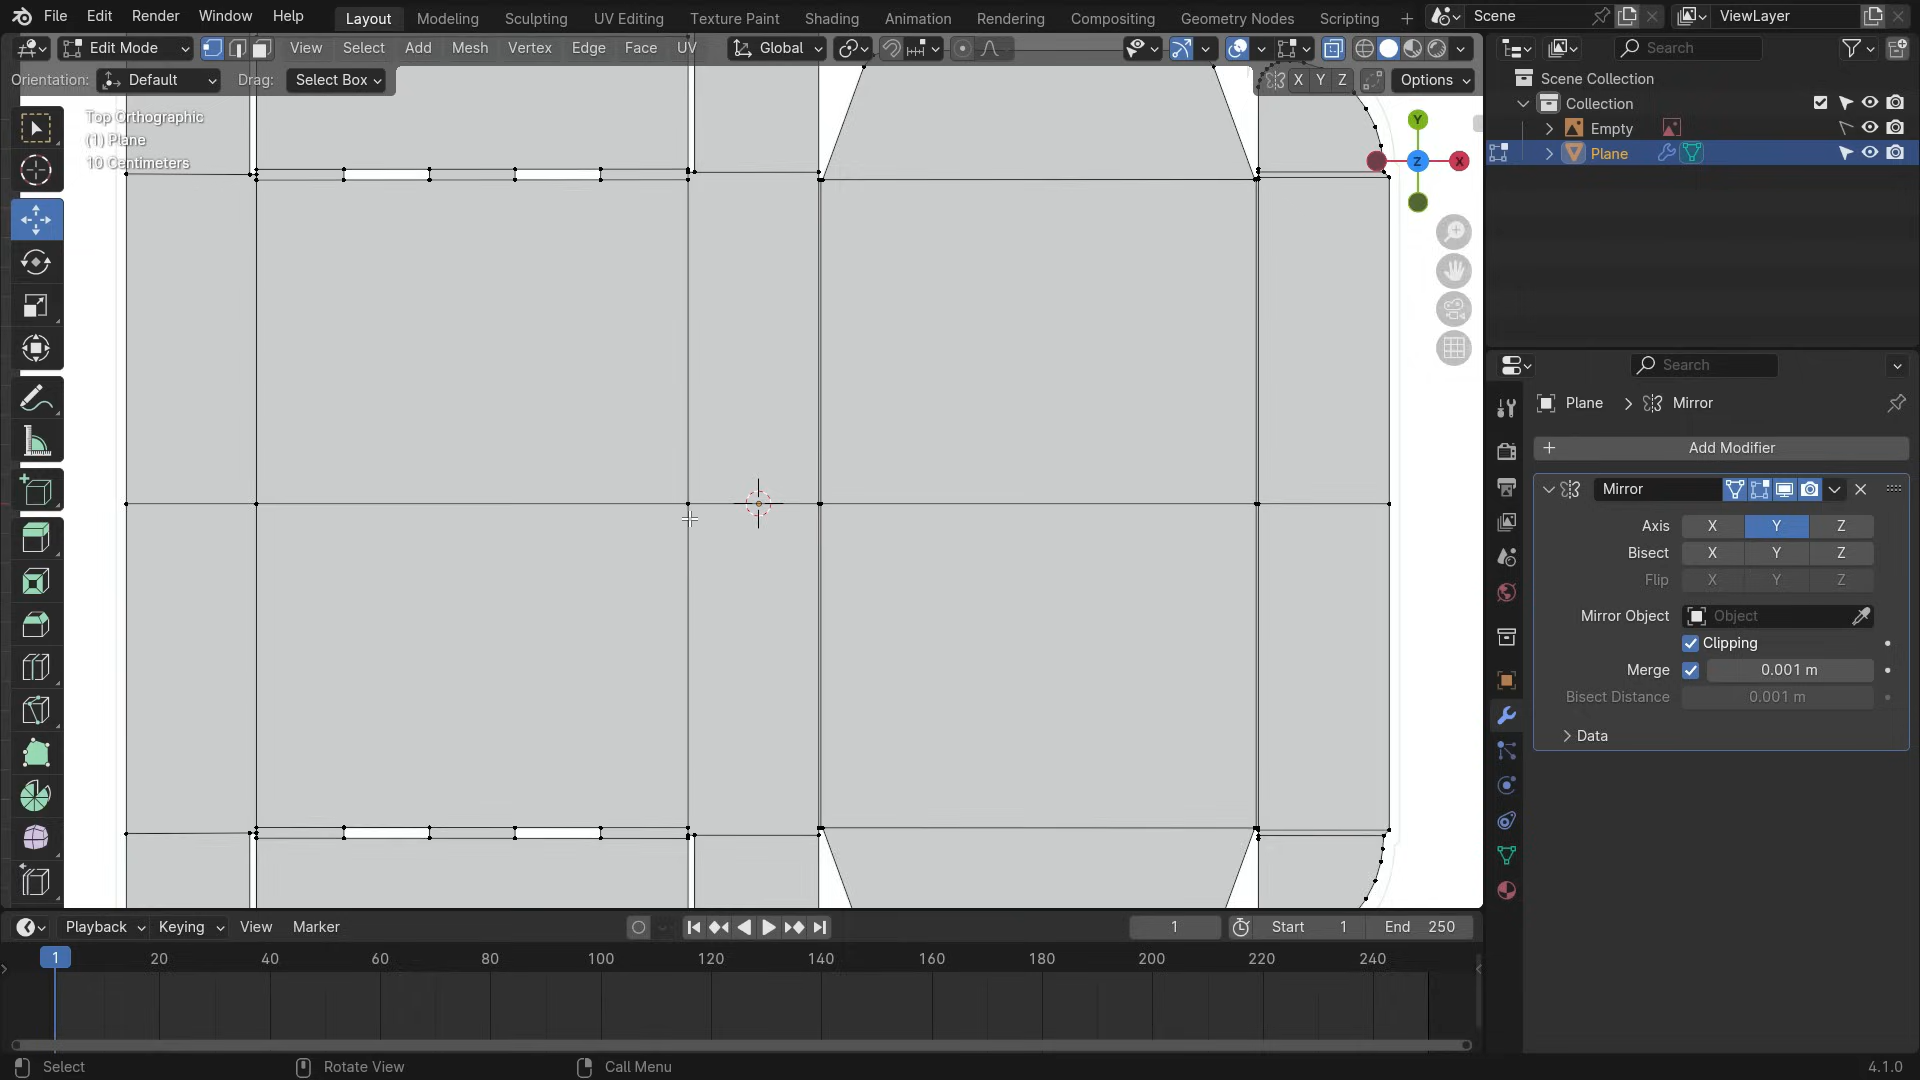 File Edit Render Window Help Layout Modeling Sculpting UV Editing Texture Paint Shading Animation Rendering Compositing Geometry Nodes Scripting + Scene ViewLayer
Edit Mode View Select Add Mesh Vertex Edge Face UV Global Search
Orientation: Default Drag: Select Box X Y Z Options
Scene Collection
Collection
Empty
Plane
Top Orthographic
(1) Plane
10 Centimeters
Y
Z X
Search
Plane > Mirror
+ Add Modifier
Mirror
Axis X Y Z
Bisect X Y Z
Flip X Y Z
Mirror Object Object
Clipping
Merge 0.001 m
Bisect Distance 0.001 m
Data
Playback Keying View Marker 1 Start 1 End 250
1 20 40 60 80 100 120 140 160 180 200 220 240
Select Rotate View Call Menu 4.1.0